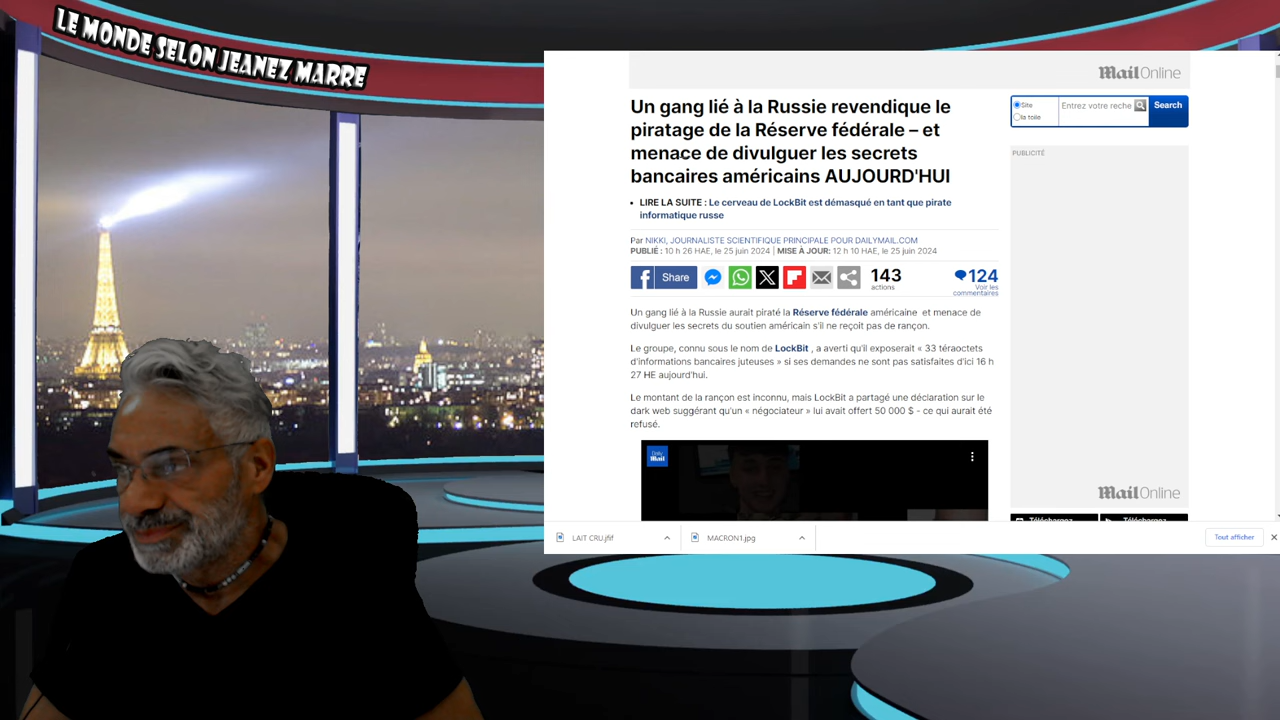 LE MONDE SELON JEANEZ MARRE
MailOnline
Un gang lié à la Russie revendique le
piratage de la Réserve fédérale – et
menace de divulguer les secrets
bancaires américains AUJOURD'HUI
• LIRE LA SUITE : Le cerveau de LockBit est démasqué en tant que pirate
informatique russe
Par NIKKI, JOURNALISTE SCIENTIFIQUE PRINCIPALE POUR DAILYMAIL.COM
PUBLIÉ : 10 h 26 HAE, le 25 juin 2024 | MISE À JOUR: 12 h 10 HAE, le 25 juin 2024
Share
143
actions
124
Voir les
commentaires
Un gang lié à la Russie aurait piraté la Réserve fédérale américaine et menace de
divulguer les secrets du soutien américain s'il ne reçoit pas de rançon.
Le groupe, connu sous le nom de LockBit , a averti qu'il exposerait « 33 téraoctets
d'informations bancaires juteuses » si ses demandes ne sont pas satisfaites d'ici 16 h
27 HE aujourd'hui.
Le montant de la rançon est inconnu, mais LockBit a partagé une déclaration sur le
dark web suggérant qu'un « négociateur » lui avait offert 50 000 $ - ce qui aurait été
refusé.
Daily
Mail
Site
la toile
Entrez votre reche
Search
PUBLICITÉ
MailOnline
Téléchargez
Téléchargez
LAIT CRU.jfif
MACRON1.jpg
Tout afficher